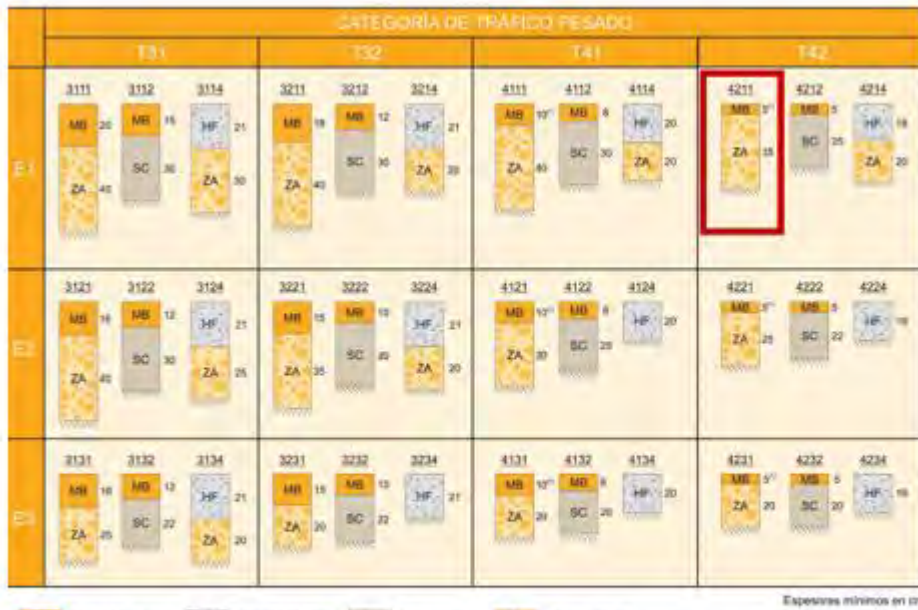 CATEGORÍA DE TRÁFICO PESADO
T31 T32 T41 T42
E1
3111 3112 3114 3211 3212 3214 4111 4112 4114 4211 4212 4214
MB 20 MB 15 HF 21 MB 18 MB 12 HF 21 MB 10 MB 8 HF 20 MB 5 MB 5 HF 18
ZA 40 SC 30 ZA 30 ZA 40 SC 30 ZA 20 ZA 40 SC 30 ZA 20 ZA 35 SC 25 ZA 20
E2
3121 3122 3124 3221 3222 3224 4121 4122 4124 4221 4222 4224
MB 16 MB 12 HF 21 MB 15 MB 10 HF 21 MB 10 MB 8 HF 20 MB 5 MB 5 HF 18
ZA 40 SC 30 ZA 25 ZA 35 SC ZA 20 ZA 30 SC 25 ZA 25 SC 22
3131 3132 3134 3231 3232 3234 4131 4132 4134 4231 4232 4234
MB 16 MB 12 HF 21 MB 15 MB 10 HF 21 MB 10 MB 8 HF 20 MB 5 MB 5 HF 18
ZA 25 SC 22 ZA 20 ZA 20 SC 22 ZA 20 SC 20 ZA 20 SC 20
Espesores mínimos en